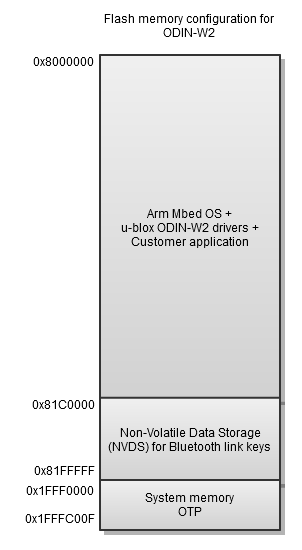 Flash memory configuration for
ODIN-W2
0x8000000
Arm Mbed OS +
u-blox ODIN-W2 drivers +
Customer application
0x81C0000
Non-Volatile Data Storage
(NVDS) for Bluetooth link keys
0x81FFFFF
0x1FFF0000
System memory
OTP
0x1FFFC00F